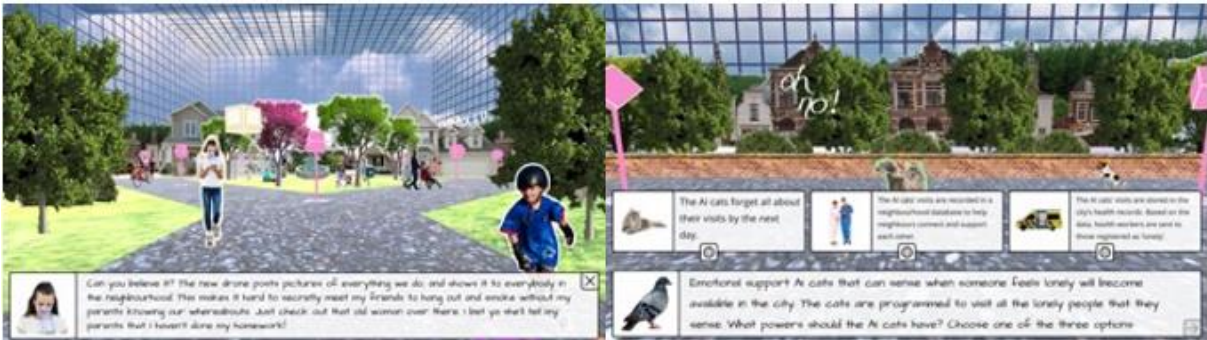 Can you believe it? The new drone posts pictures of everything we do, and shows it to everybody in
the neighbourhood. This makes it hard to secretly meet my friends to hang out and smoke without my
parents knowing our whereabouts. Just check out that old woman over there, I bet ya she'll tell my
parents that I haven't done my homework!
oh
no!
The AI cats forget all about
their visits by the next
day.
The AI cats' visits are recorded in a
neighbourhood database to help
neighbours connect and support
each other.
The AI cats' visits are stored in the
city's health records. Based on the
data, health workers are sent to
those registered as 'lonely'.
Emotional support AI cats that can sense when someone feels lonely will become
available in the city. The cats are programmed to visit all the lonely people that they
sense. What powers should the AI cats have? Choose one of the three options